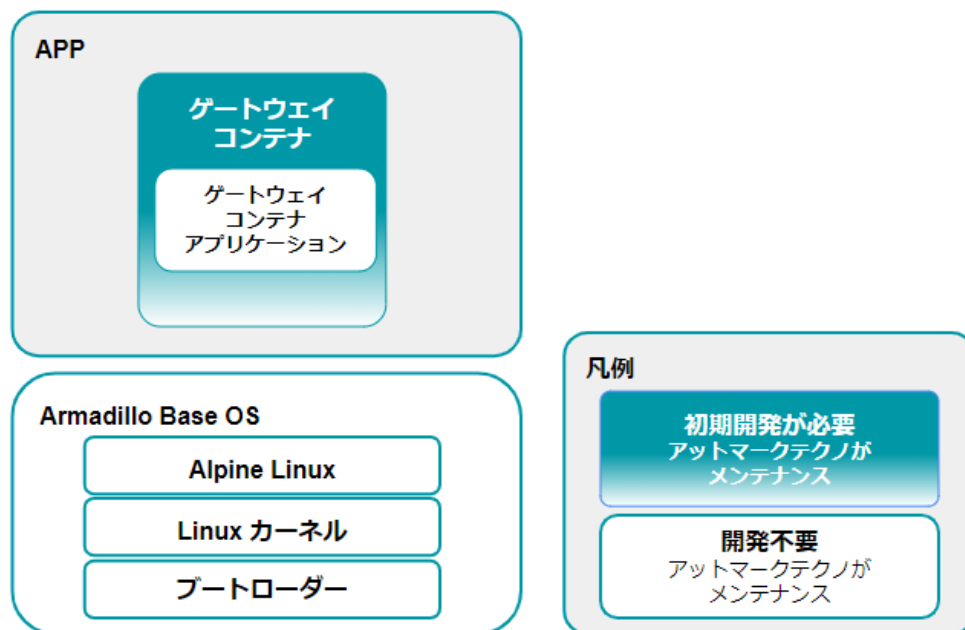 APP
ゲートウェイ
コンテナ
ゲートウェイ
コンテナ
アプリケーション
Armadillo Base OS
Alpine Linux
Linux カーネル
ブートローダー
凡例
初期開発が必要
アットマークテクノが
メンテナンス
開発不要
アットマークテクノが
メンテナンス